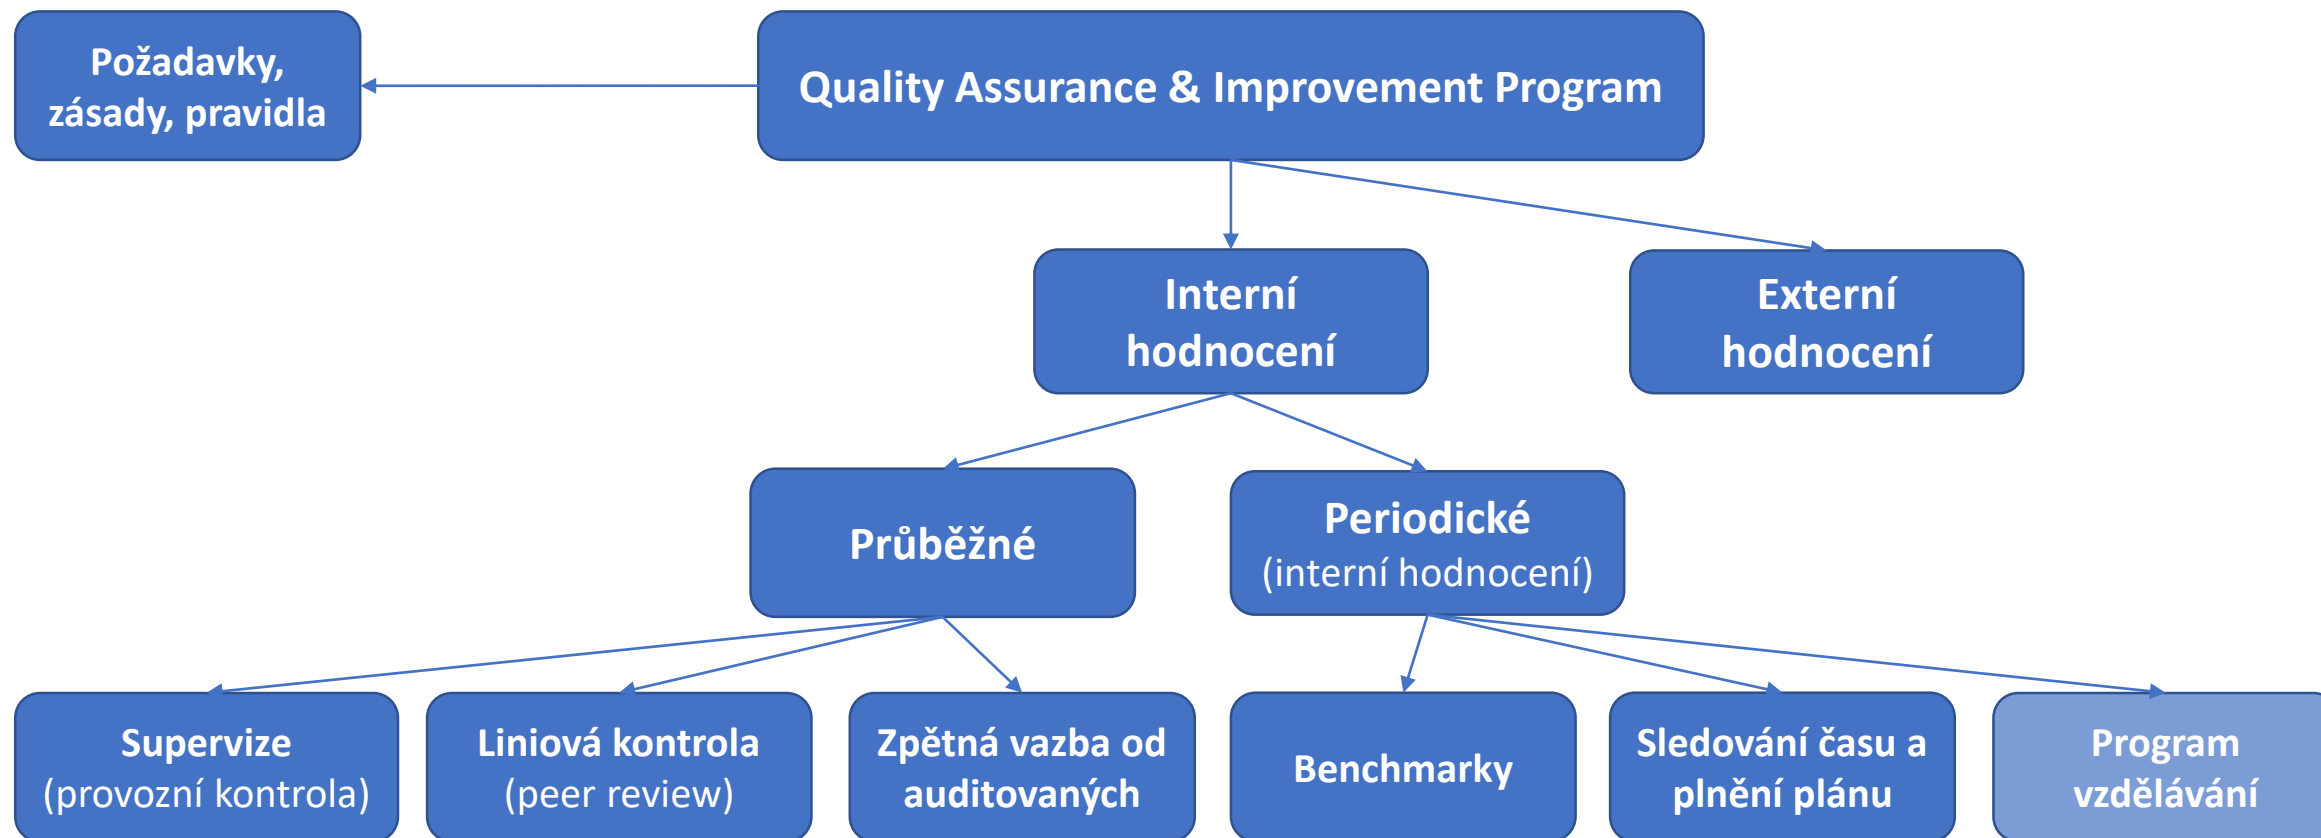 Požadavky,
zásady, pravidla
Quality Assurance & Improvement Program
Interní
hodnocení
Externí
hodnocení
Průběžné
Periodické
(interní hodnocení)
Supervize
(provozní kontrola)
Liniová kontrola
(peer review)
Zpětná vazba od
auditovaných
Benchmarky
Sledování času a
plnění plánu
Program
vzdělávání